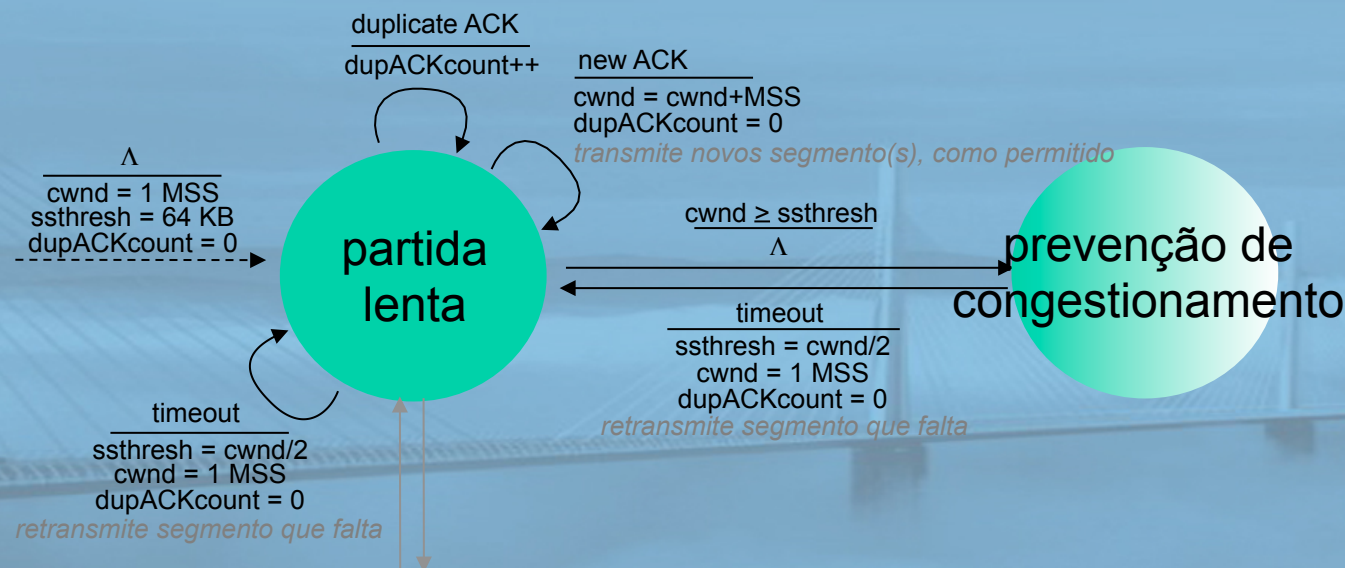 duplicate ACK
dupACKcount++
new ACK
cwnd = cwnd+MSS
dupACKcount = 0
transmite novos segmento(s), como permitido
Λ
cwnd = 1 MSS
ssthresh = 64 KB
dupACKcount = 0
partida
lenta
cwnd ≥ ssthresh
Λ
prevenção de
congestionamento
timeout
ssthresh = cwnd/2
cwnd = 1 MSS
dupACKcount = 0
retransmite segmento que falta
timeout
ssthresh = cwnd/2
cwnd = 1 MSS
dupACKcount = 0
retransmite segmento que falta